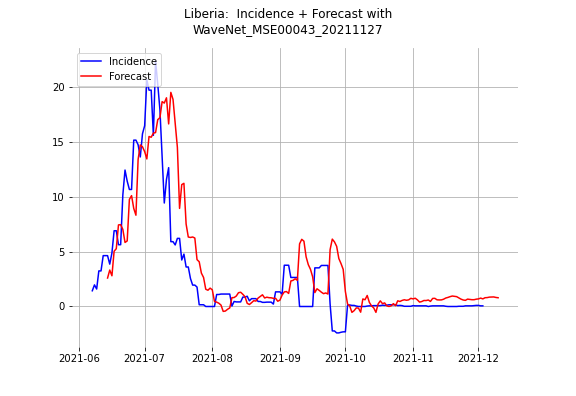 Liberia:  Incidence + Forecast with
WaveNet_MSE00043_20211127
Incidence
Forecast
20
15
10
5
0
2021-06 2021-07 2021-08 2021-09 2021-10 2021-11 2021-12